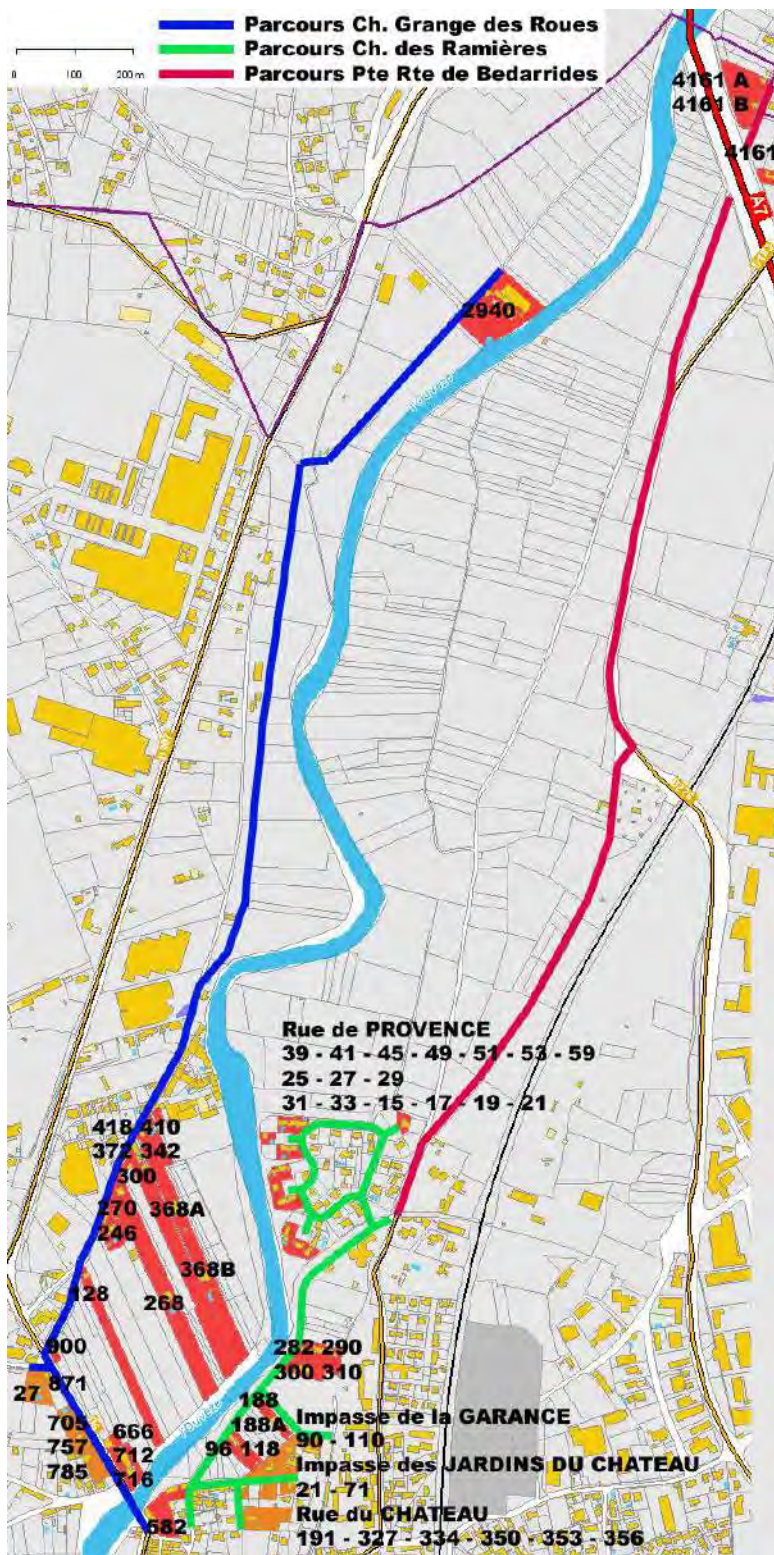 Parcours Ch. Grange des Roues
Parcours Ch. des Ramières
Parcours Pte Rte de Bedarrides
0 100 200 m
4161 A
4161 B
4161
A7
2940
Rue de PROVENCE
39 - 41 - 45 - 49 - 51 - 53 - 59
25 - 27 - 29
31 - 33 - 15 - 17 - 19 - 21
418 410
372 342
300
270 368A
246
368B
128 268
900
282 290
871
300 310
27
188
705
188A
Impasse de la GARANCE
666
757
712
96 118
90 - 110
785
716
Impasse des JARDINS DU CHATEAU
21 - 71
Rue du CHATEAU
582
191 - 327 - 334 - 350 - 353 - 356